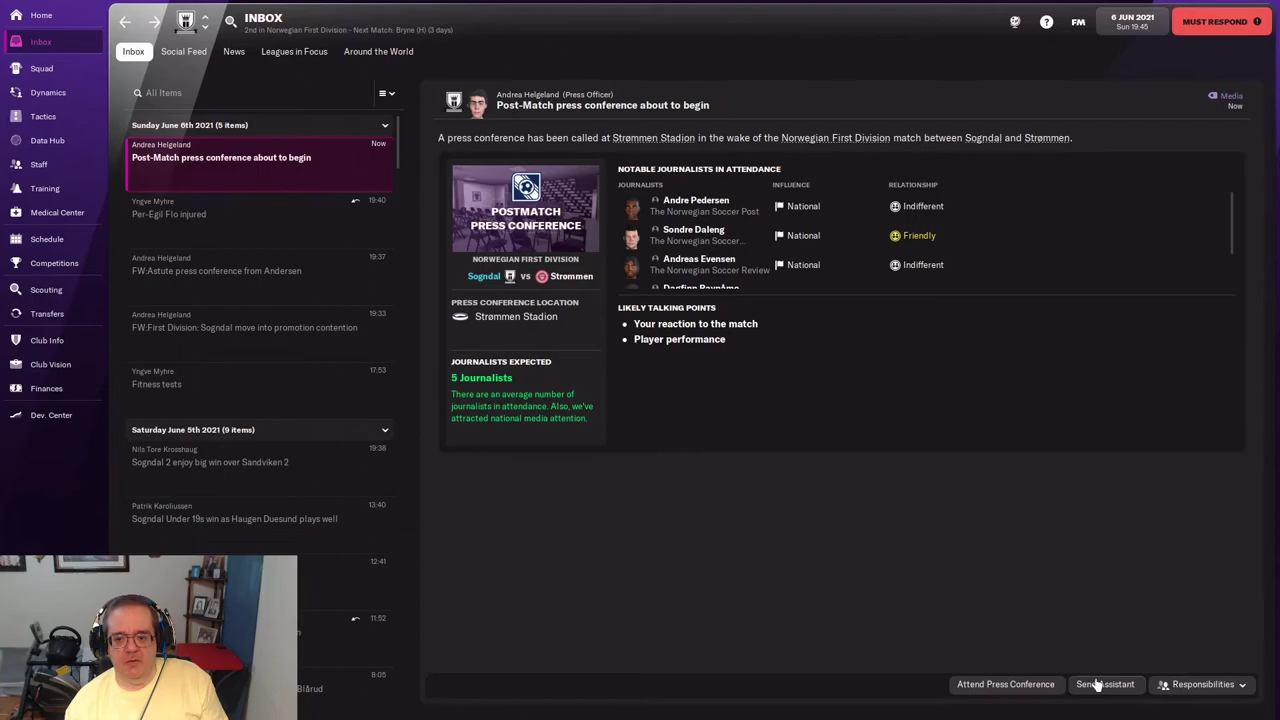 Home
Inbox
Squad
Dynamics
Tactics
Data Hub
Staff
Training
Medical Center
Schedule
Competitions
Scouting
Transfers
Club Info
Club Vision
Finances
Dev. Center
INBOX
2nd in Norwegian First Division - Next Match: Bryne (H) (3 days)
FM
6 JUN 2021
Sun 19:45
MUST RESPOND
Inbox
Social Feed
News
Leagues in Focus
Around the World
All Items
Sunday June 6th 2021 (5 items)
Andrea Helgeland
Now
Post-Match press conference about to begin
Yngve Myhre
19:40
Per-Egil Flo injured
Andrea Helgeland
19:37
FW:Astute press conference from Andersen
Andrea Helgeland
19:33
FW:First Division: Sogndal move into promotion contention
Yngve Myhre
17:53
Fitness tests
Saturday June 5th 2021 (9 items)
Nils Tore Krosshaug
19:38
Sogndal 2 enjoy big win over Sandviken 2
Patrik Karoliussen
13:40
Sogndal Under 19s win as Haugen Duesund plays well
12:41
11:52
8:05
Blårud
Andrea Helgeland (Press Officer)
Post-Match press conference about to begin
Media
Now
A press conference has been called at Strømmen Stadion in the wake of the Norwegian First Division match between Sogndal and Strømmen.
POSTMATCH
PRESS CONFERENCE
NORWEGIAN FIRST DIVISION
Sogndal vs Strømmen
PRESS CONFERENCE LOCATION
Strømmen Stadion
JOURNALISTS EXPECTED
5 Journalists
There are an average number of
journalists in attendance. Also, we've
attracted national media attention.
NOTABLE JOURNALISTS IN ATTENDANCE
JOURNALISTS
INFLUENCE
RELATIONSHIP
Andre Pedersen
The Norwegian Soccer Post
National
Indifferent
Sondre Daleng
The Norwegian Soccer...
National
Friendly
Andreas Evensen
The Norwegian Soccer Review
National
Indifferent
LIKELY TALKING POINTS
• Your reaction to the match
• Player performance
Attend Press Conference
Send Assistant
Responsibilities